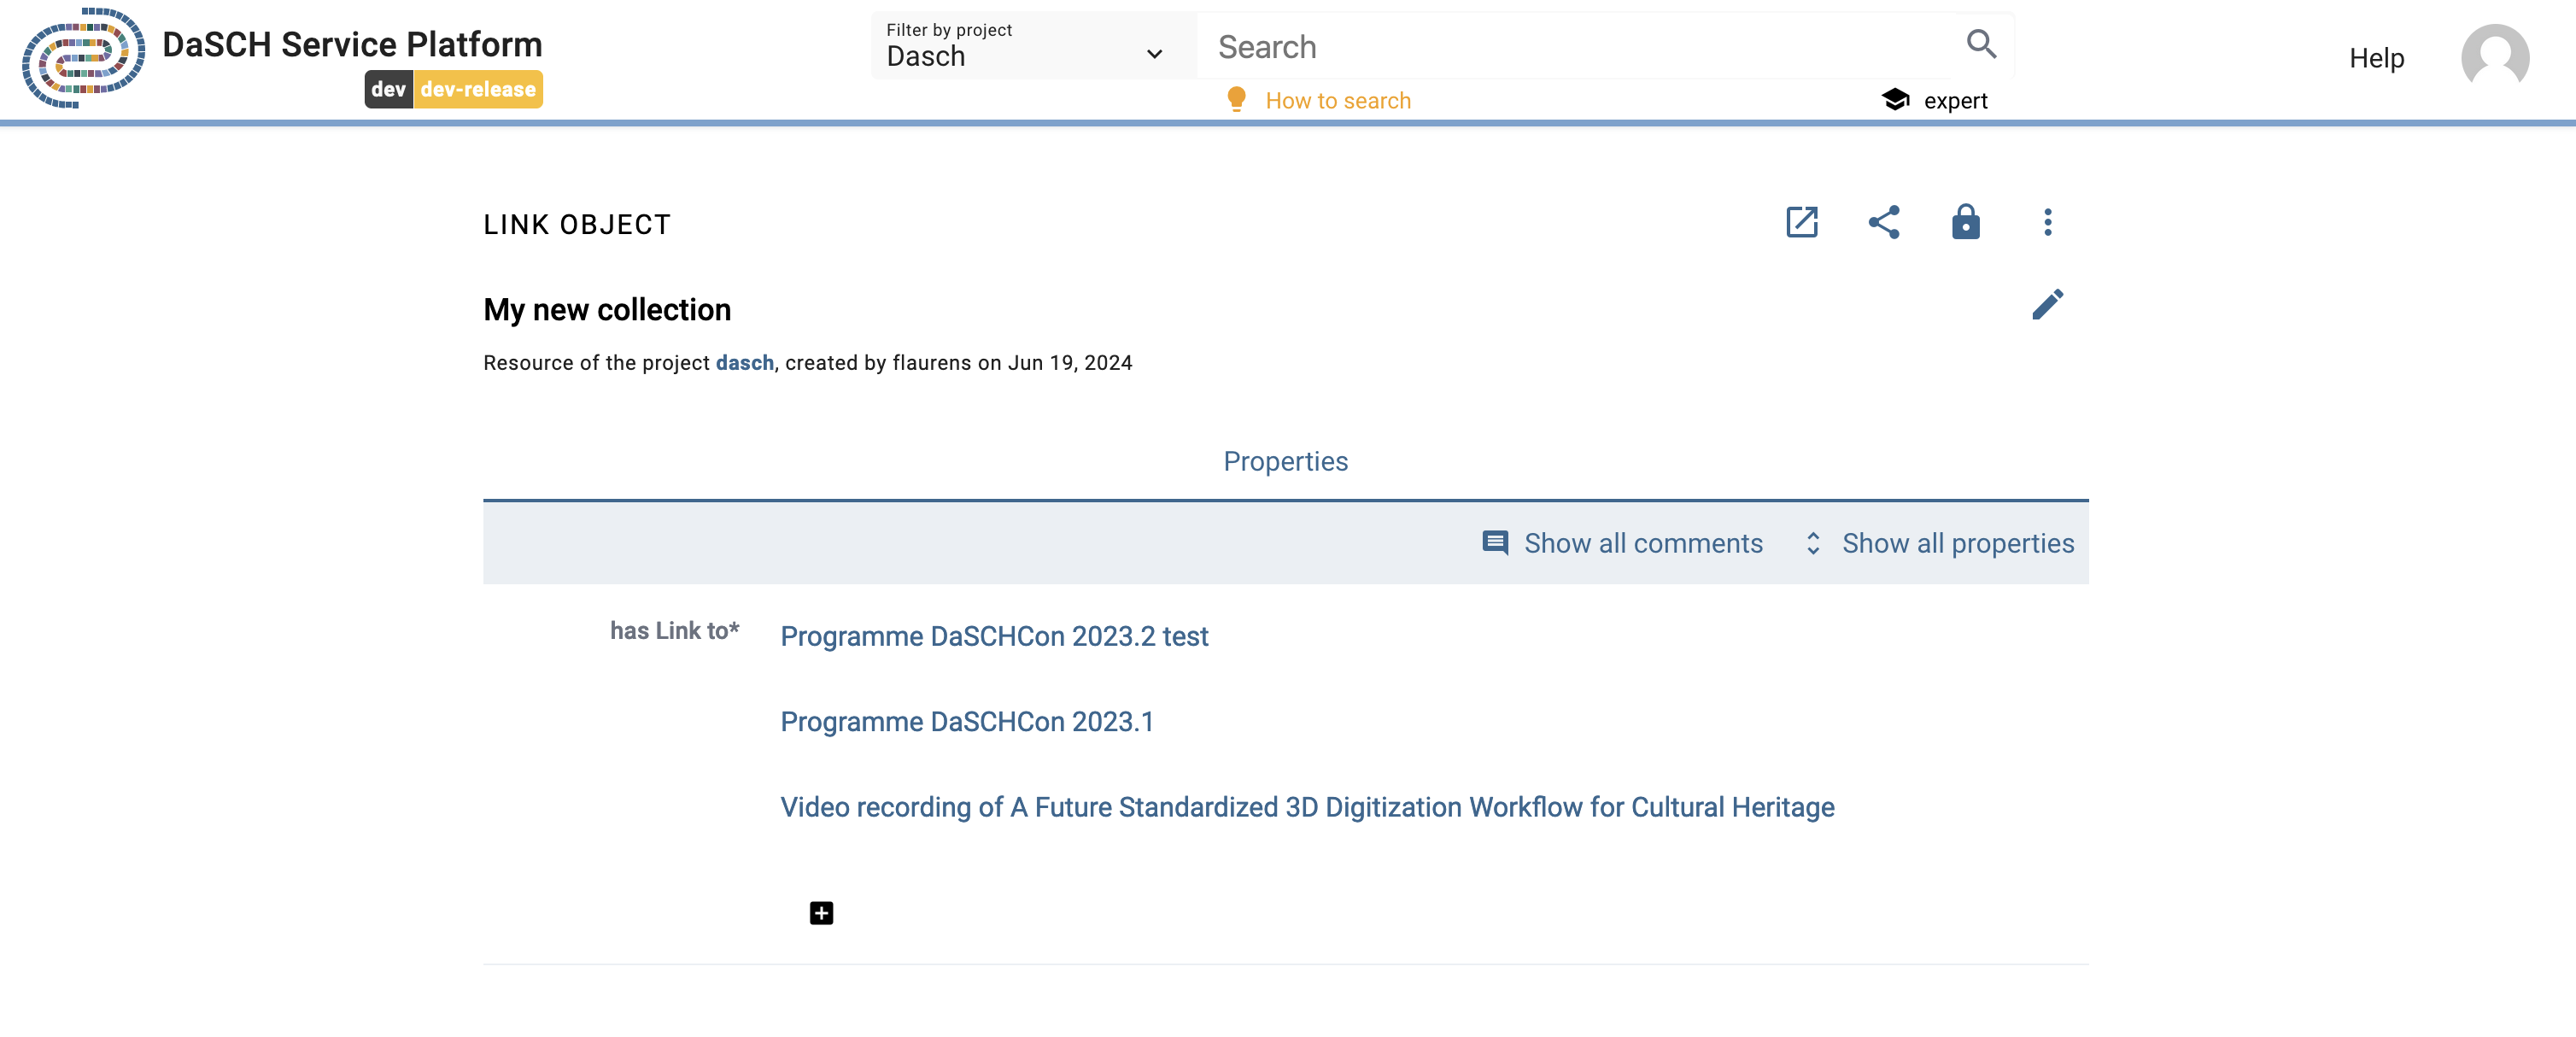 DaSCH Service Platform
dev dev-release
Filter by project
Dasch
Search
How to search
expert
Help
LINK OBJECT
My new collection
Resource of the project dasch, created by flaurens on Jun 19, 2024
Properties
Show all comments
Show all properties
has Link to*
Programme DaSCHCon 2023.2 test
Programme DaSCHCon 2023.1
Video recording of A Future Standardized 3D Digitization Workflow for Cultural Heritage